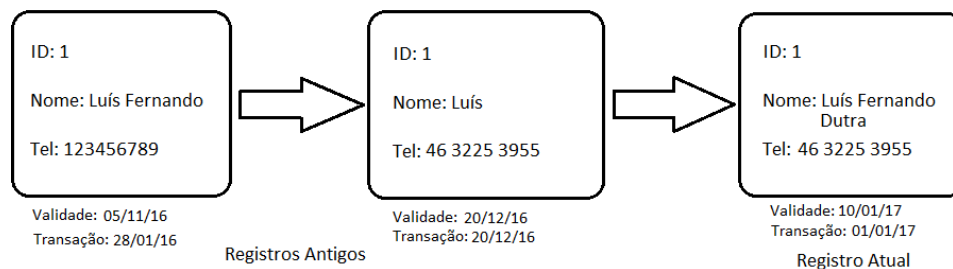 ID: 1
Nome: Luís Fernando
Tel: 123456789
Validade: 05/11/16
Transação: 28/01/16
ID: 1
Nome: Luís
Tel: 46 3225 3955
Validade: 20/12/16
Transação: 20/12/16
Registros Antigos
ID: 1
Nome: Luís Fernando
Dutra
Tel: 46 3225 3955
Validade: 10/01/17
Transação: 01/01/17
Registro Atual